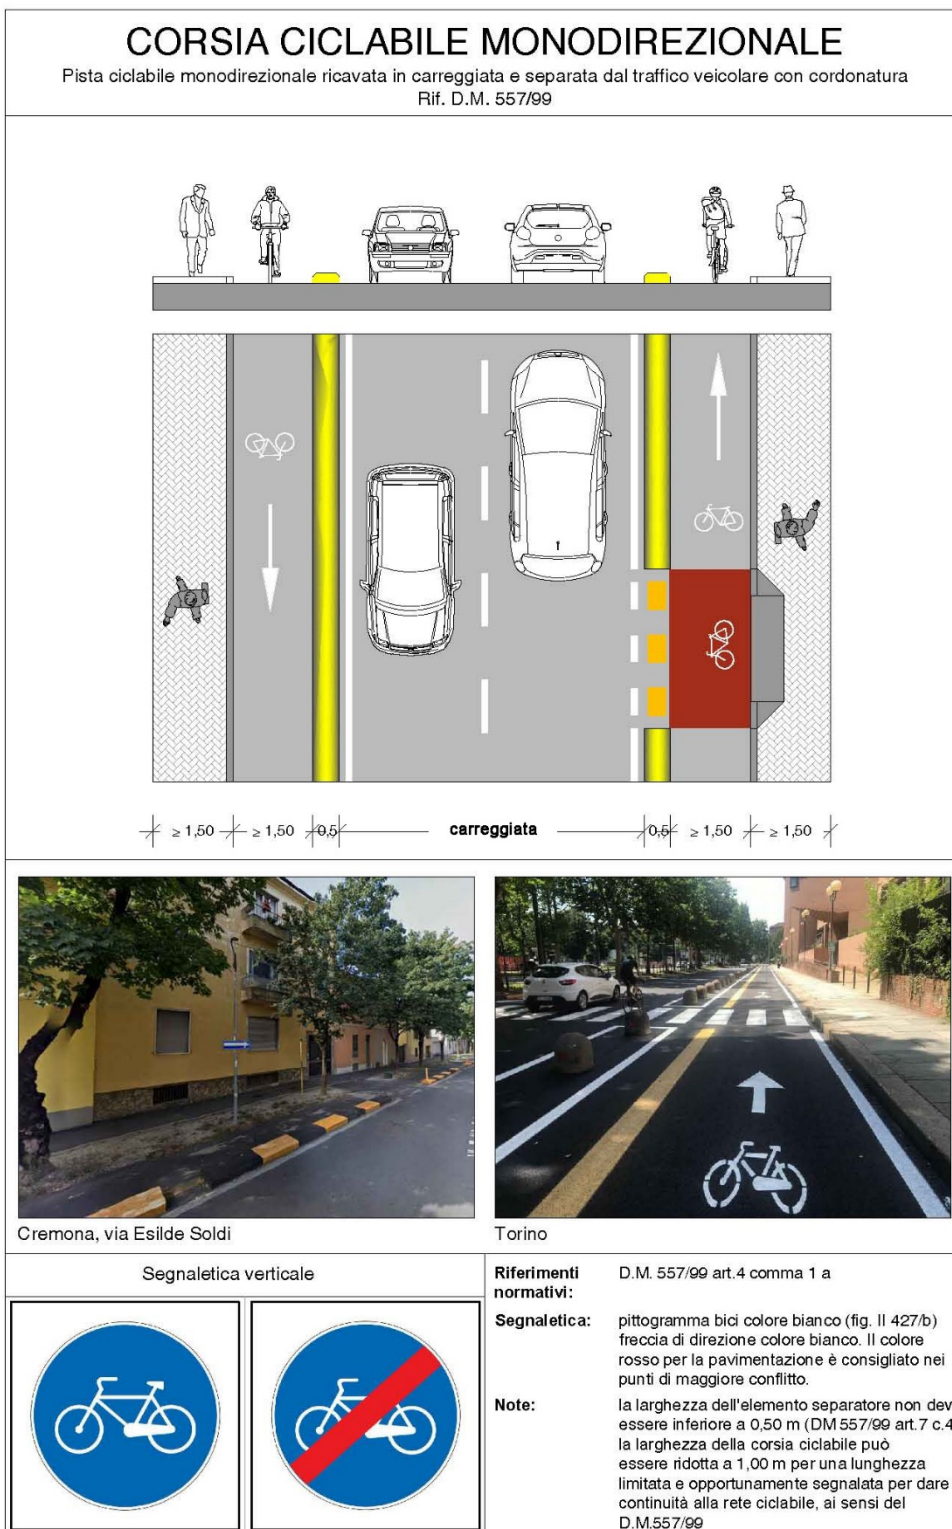 CORSIA CICLABILE MONODIREZIONALE
Pista ciclabile monodirezionale ricavata in carreggiata e separata dal traffico veicolare con cordonatura
Rif. D.M. 557/99
≥ 1,50 ≥ 1,50 0,5 carreggiata 0,5 ≥ 1,50 ≥ 1,50
Cremona, via Esilde Soldi
Torino
Segnaletica verticale
Riferimenti normativi:
D.M. 557/99 art.4 comma 1 a
Segnaletica:
pittogramma bici colore bianco (fig. II 427/b)
freccia di direzione colore bianco. Il colore
rosso per la pavimentazione è consigliato nei
punti di maggiore conflitto.
Note:
la larghezza dell'elemento separatore non dev
essere inferiore a 0,50 m (DM 557/99 art.7 c.4
la larghezza della corsia ciclabile può
essere ridotta a 1,00 m per una lunghezza
limitata e opportunamente segnalata per dare
continuità alla rete ciclabile, ai sensi del
D.M.557/99